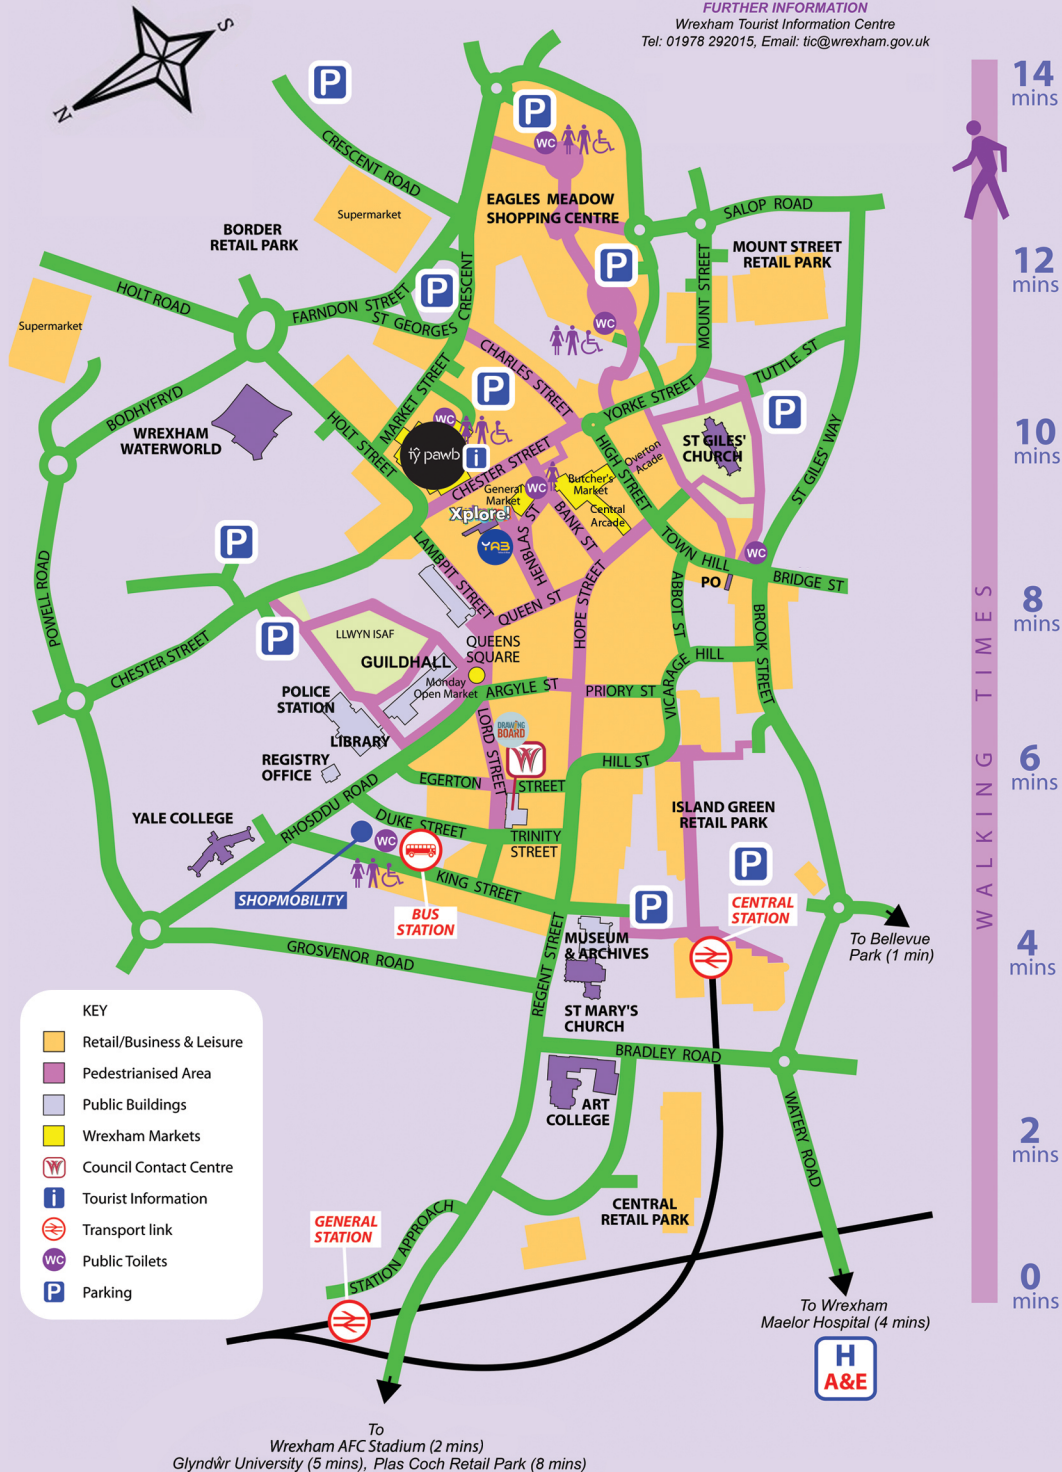 FURTHER INFORMATION
Wrexham Tourist Information Centre
Tel: 01978 292015, Email: tic@wrexham.gov.uk
S
N
14
mins
12
mins
10
mins
8
mins
6
mins
4
mins
2
mins
0
mins
WALKING TIMES
P
CRESCENT ROAD
P
WC
EAGLES MEADOW
SHOPPING CENTRE
SALOP ROAD
Supermarket
BORDER
RETAIL PARK
MOUNT STREET
RETAIL PARK
MOUNT STREET
P
P
HOLT ROAD
FARNDON STREET
ST GEORGES
CRESCENT
Supermarket
WC
CHARLES STREET
TUTTLE ST
MARKET STREET
P
YORKE STREET
P
BODHYFRYD
WREXHAM
WATERWORLD
HOLT STREET
WC
tŷ pawb
i
CHESTER STREET
HIGH STREET
Overton
Acade
ST GILES'
CHURCH
ST GILES' WAY
General
Market
WC
Butcher's
Market
Central
Arcade
Xplore!
YAB
HENBLAS ST
BANK ST
P
LAMBPIT STREET
TOWN HILL
WC
PO
BRIDGE ST
POWELL ROAD
QUEEN ST
HOPE STREET
ABBOT ST
BROOK STREET
P
LLWYN ISAF
GUILDHALL
QUEENS
SQUARE
CHESTER STREET
Monday
Open Market
ARGYLE ST
PRIORY ST
VICARAGE HILL
POLICE
STATION
LIBRARY
LORD STREET
DRAWING
BOARD
REGISTRY
OFFICE
EGERTON STREET
HILL ST
RHOSDDU ROAD
YALE COLLEGE
DUKE STREET
TRINITY
STREET
ISLAND GREEN
RETAIL PARK
WC
P
SHOPMOBILITY
KING STREET
BUS
STATION
P
CENTRAL
STATION
To Bellevue
Park (1 min)
GROSVENOR ROAD
REGENT STREET
MUSEUM
& ARCHIVES
ST MARY'S
CHURCH
BRADLEY ROAD
ART
COLLEGE
WATERY ROAD
CENTRAL
RETAIL PARK
GENERAL
STATION
STATION APPROACH
KEY
Retail/Business & Leisure
Pedestrianised Area
Public Buildings
Wrexham Markets
Council Contact Centre
i Tourist Information
Transport link
WC Public Toilets
P Parking
To Wrexham
Maelor Hospital (4 mins)
H
A&E
To
Wrexham AFC Stadium (2 mins)
Glyndŵr University (5 mins), Plas Coch Retail Park (8 mins)